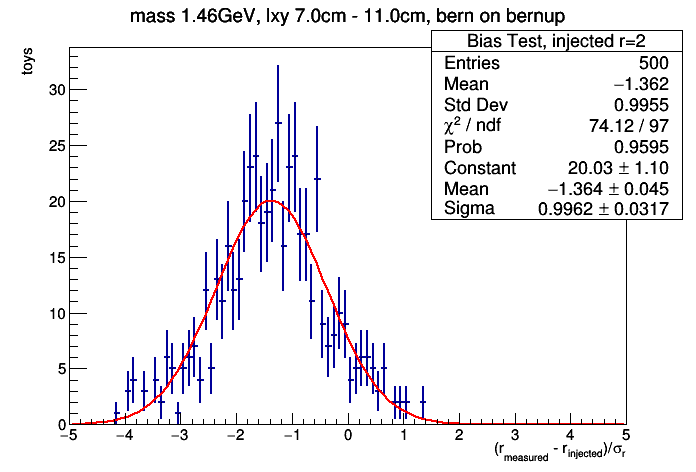 mass 1.46GeV, lxy 7.0cm - 11.0cm, bern on bernup
Bias Test, injected r=2
Entries 500
Mean −1.362
Std Dev 0.9955
χ² / ndf 74.12 / 97
Prob 0.9595
Constant 20.03 ± 1.10
Mean −1.364 ± 0.045
Sigma 0.9962 ± 0.0317
toys
30
25
20
15
10
5
0
−5 −4 −3 −2 −1 0 1 2 3 4 5
(r_measured - r_injected)/σ_r